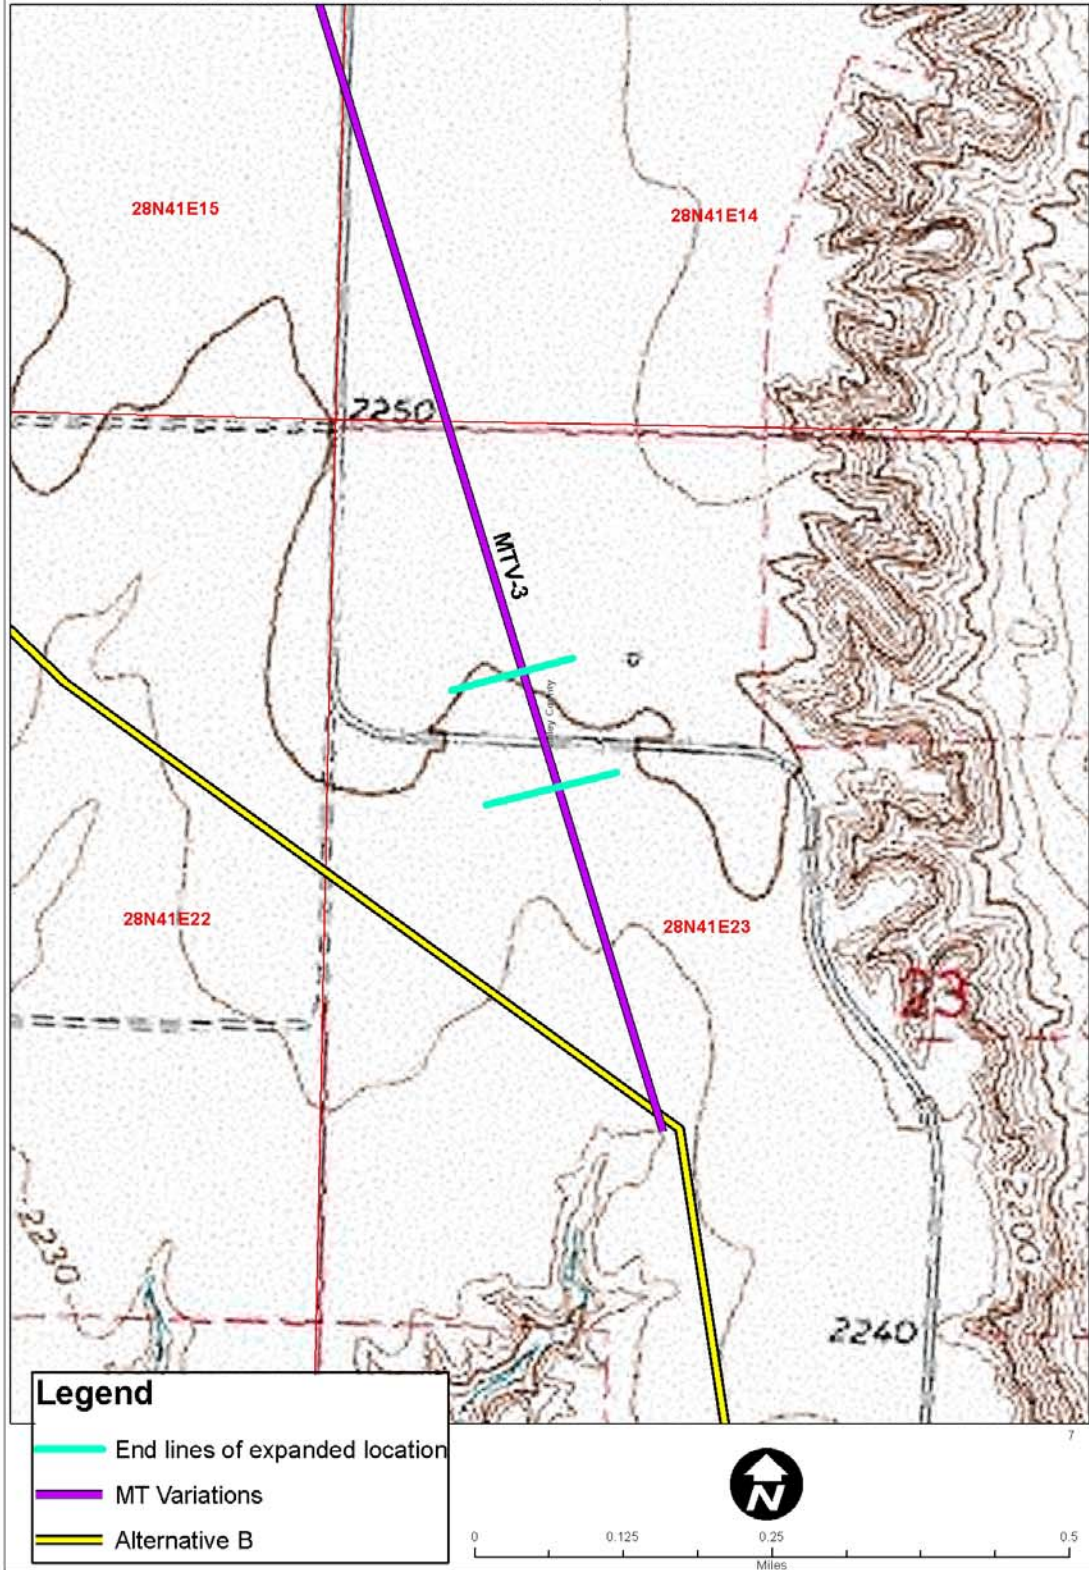 28N41E15
28N41E14
2250
MTV-3
28N41E22
28N41E23
23
2230
2200
2240
Legend
End lines of expanded location
MT Variations
Alternative B
7
N
0 0.125 0.25 0.5
Miles